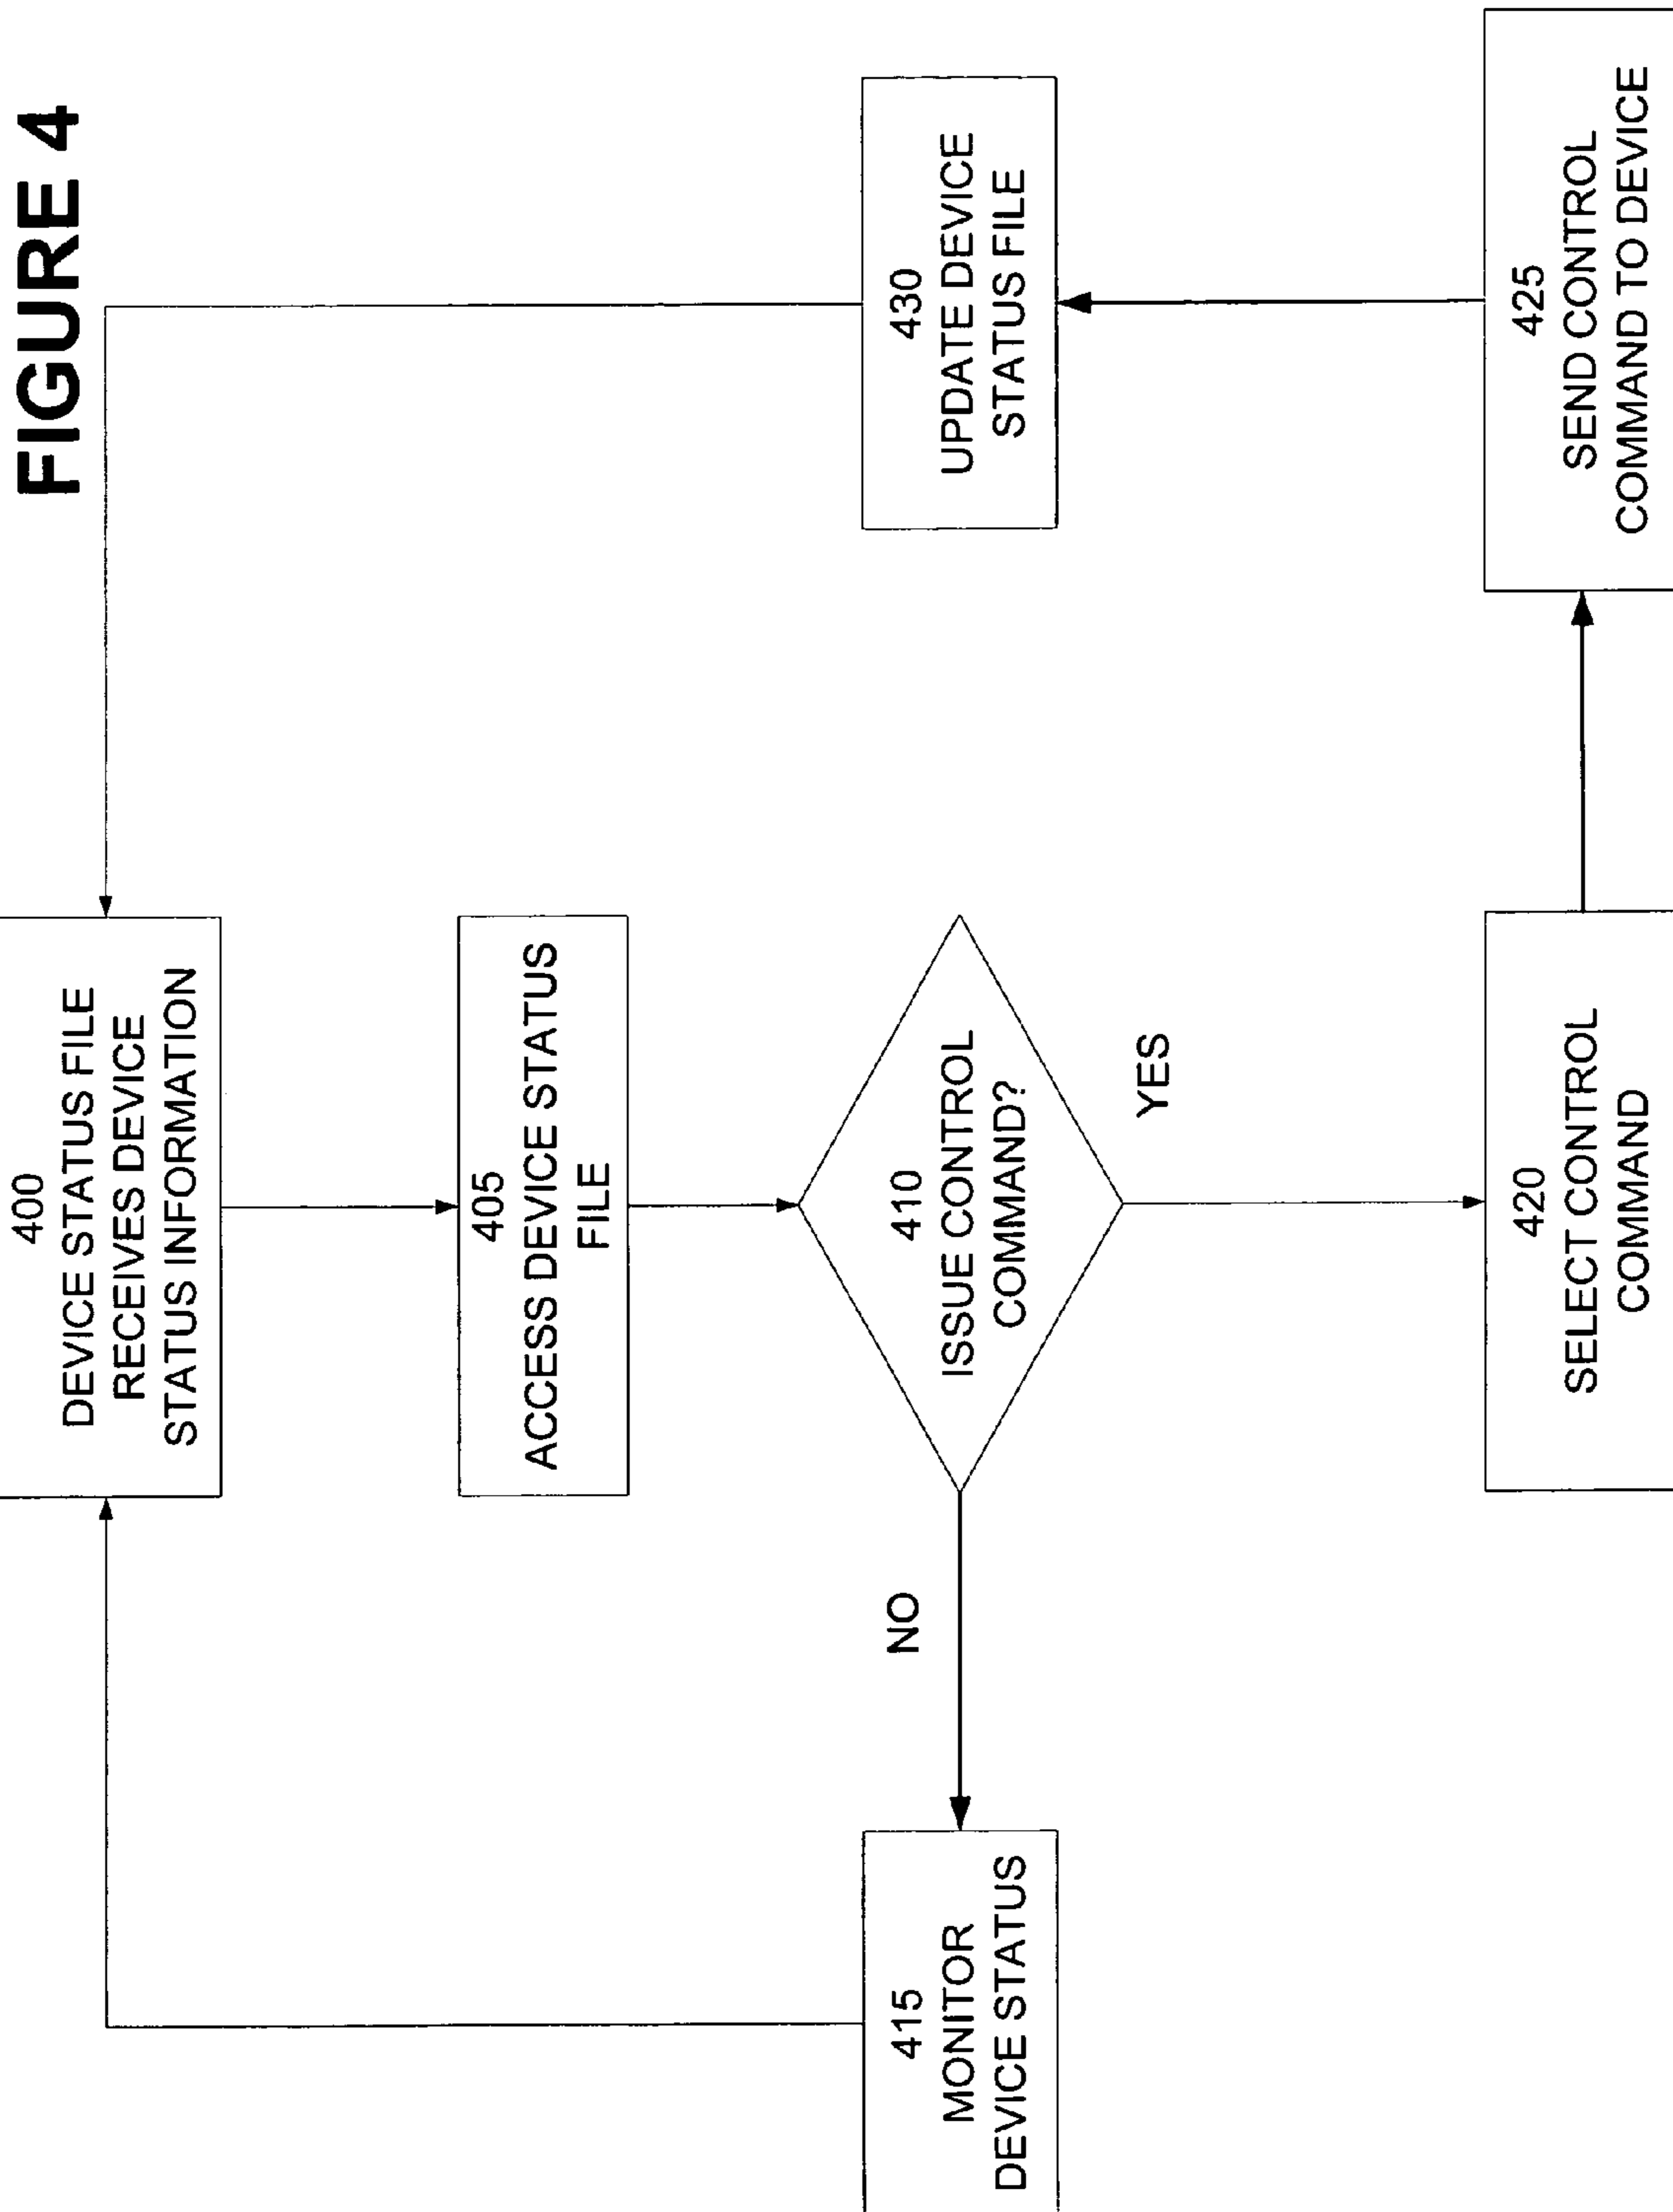 FIGURE 4
400
DEVICE STATUS FILE
RECEIVES DEVICE
STATUS INFORMATION
405
ACCESS DEVICE STATUS
FILE
410
ISSUE CONTROL
COMMAND?
NO
YES
415
MONITOR
DEVICE STATUS
420
SELECT CONTROL
COMMAND
425
SEND CONTROL
COMMAND TO DEVICE
430
UPDATE DEVICE
STATUS FILE